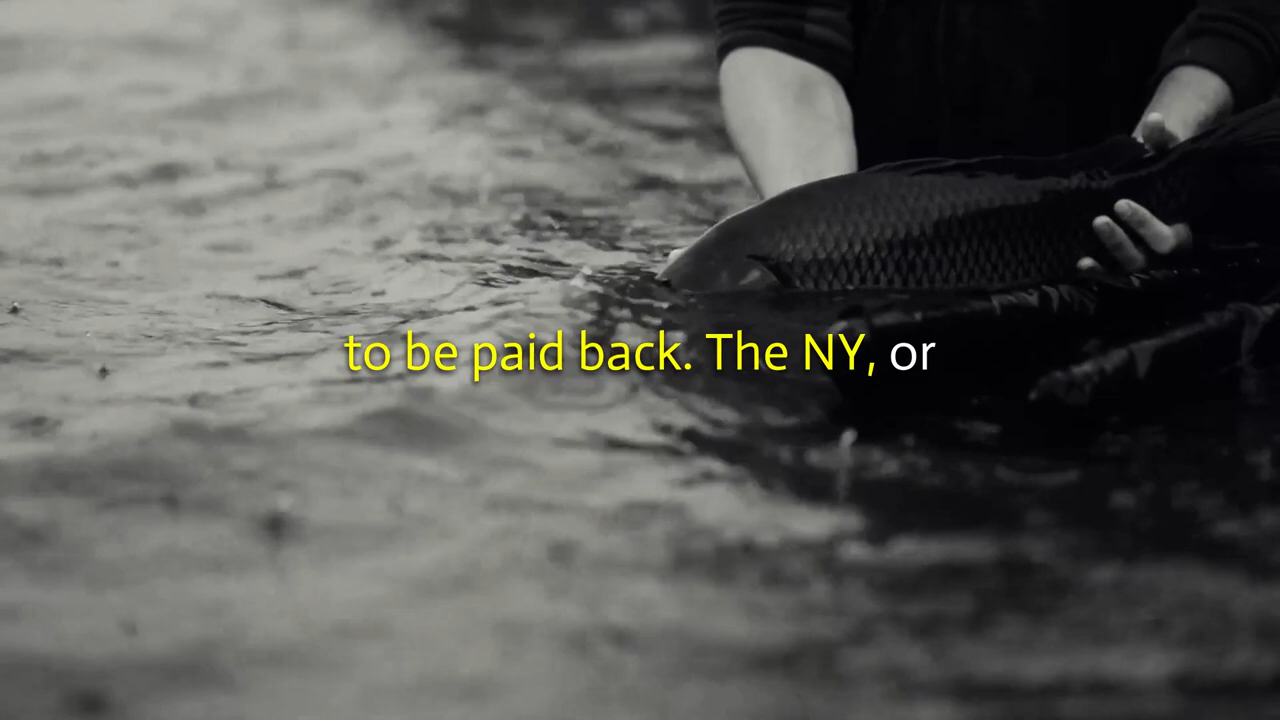 to be paid back. The NY, or